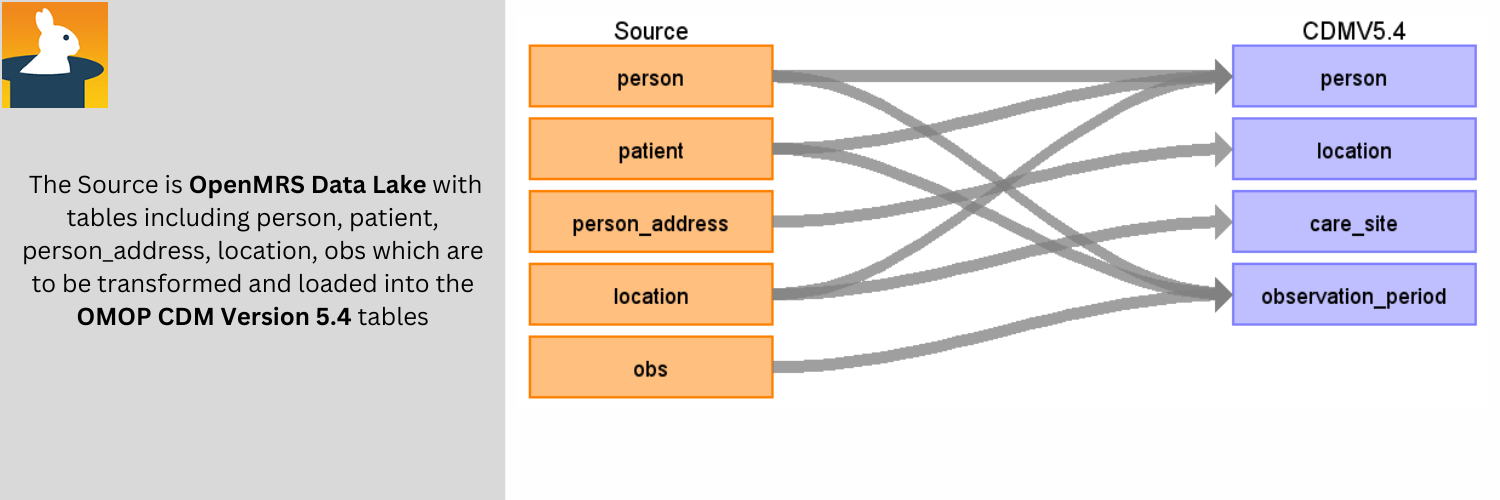 The Source is OpenMRS Data Lake with
tables including person, patient,
person_address, location, obs which are
to be transformed and loaded into the
OMOP CDM Version 5.4 tables
Source
person
patient
person_address
location
obs
CDMV5.4
person
location
care_site
observation_period